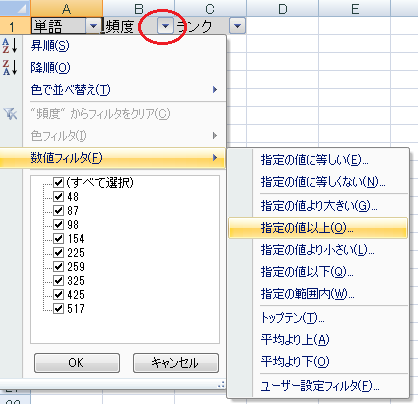 A B C D E
1 単語 頻度 ランク
昇順(S)
降順(O)
色で並べ替え(T)
"頻度" からフィルタをクリア(C)
色フィルタ(I)
数値フィルタ(F)
(すべて選択)
48
87
98
154
225
259
325
425
517
OK キャンセル
指定の値に等しい(E)...
指定の値に等しくない(N)...
指定の値より大きい(G)...
指定の値以上(O)...
指定の値より小さい(L)...
指定の値以下(Q)...
指定の範囲内(W)...
トップテン(T)...
平均より上(A)
平均より下(O)
ユーザー設定フィルタ(F)...